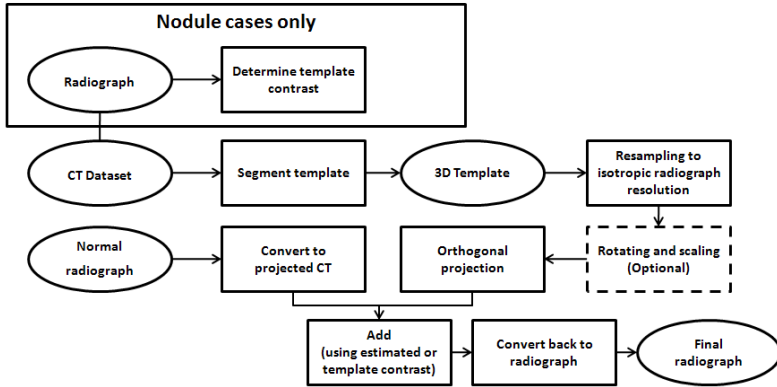 Nodule cases only
Radiograph
Determine template
contrast
CT Dataset
Segment template
3D Template
Resampling to
isotropic radiograph
resolution
Normal
radiograph
Convert to
projected CT
Orthogonal
projection
Rotating and scaling
(Optional)
Add
(using estimated or
template contrast)
Convert back to
radiograph
Final
radiograph